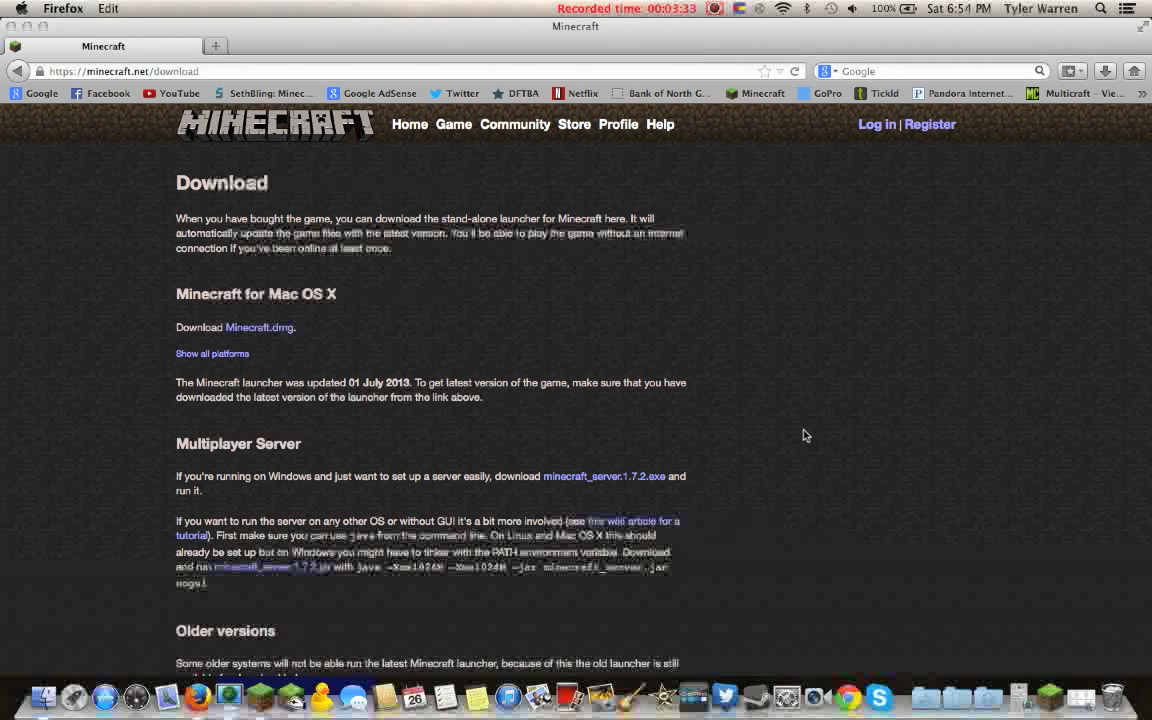 Firefox Edit Recorded time: 00:03:33 100% Sat 6:54 PM Tyler Warren
Minecraft
Minecraft
https://minecraft.net/download Google
Google Facebook YouTube SethBling: Minec... Google AdSense Twitter DFTBA Netflix Bank of North G... Minecraft GoPro TickId Pandora Internet... Multicraft – Vie...
MINECRAFT Home Game Community Store Profile Help Log in | Register
Download
When you have bought the game, you can download the stand-alone launcher for Minecraft here. It will
automatically update the game files with the latest version. You'll be able to play the game without an internet
connection if you've been online at least once.
Minecraft for Mac OS X
Download Minecraft.dmg.
Show all platforms
The Minecraft launcher was updated 01 July 2013. To get latest version of the game, make sure that you have
downloaded the latest version of the launcher from the link above.
Multiplayer Server
If you're running on Windows and just want to set up a server easily, download minecraft_server.1.7.2.exe and
run it.
If you want to run the server on any other OS or without GUI it's a bit more involved (see this wiki article for a
tutorial). First make sure you can use java from the command line. On Linux and Mac OS X this should
already be set up but on Windows you might have to tinker with the PATH environment variable. Download
and run minecraft_server.1.7.2.jar with java -Xmx1024M -Xms1024M -jar minecraft_server.jar
nogui.
Older versions
Some older systems will not be able run the latest Minecraft launcher, because of this the old launcher is still
26